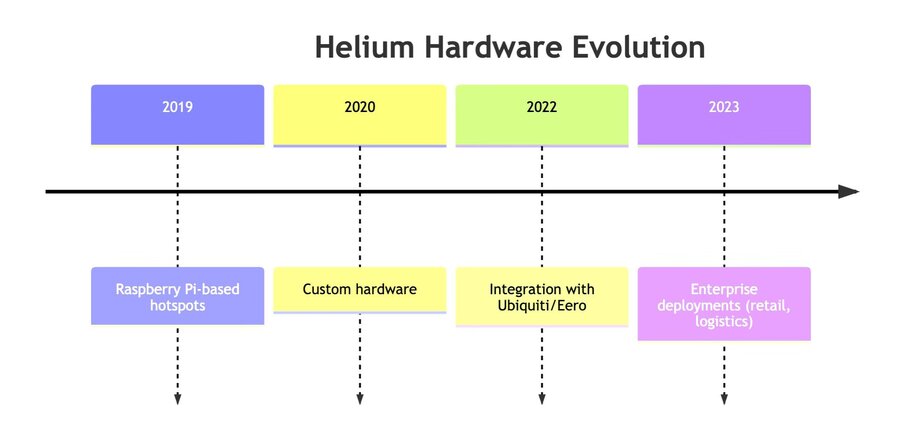 Helium Hardware Evolution
2019
2020
2022
2023
Raspberry Pi-based
hotspots
Custom hardware
Integration with
Ubiquiti/Eero
Enterprise
deployments (retail,
logistics)